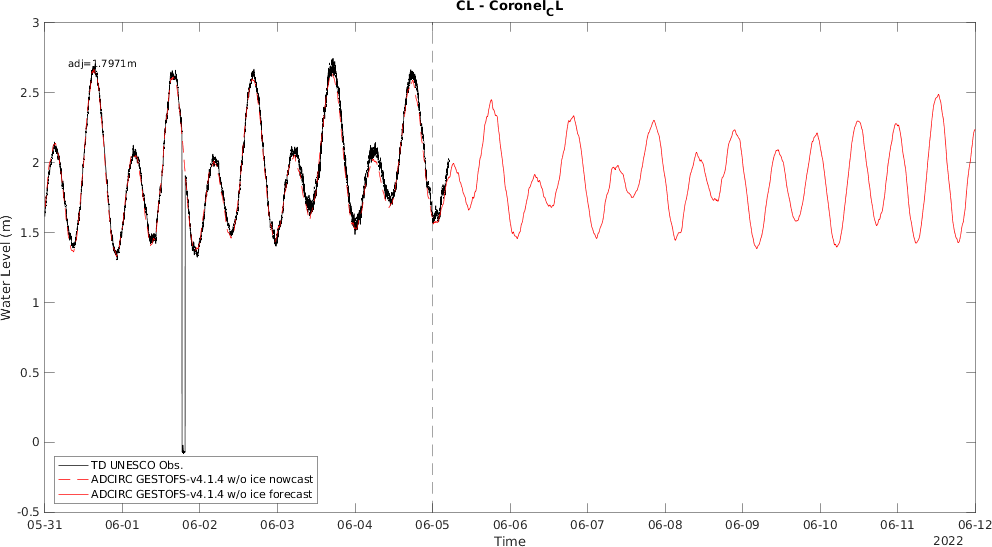 CL - Coronel_CL
adj=1.7971m
3
2.5
2
1.5
1
0.5
0
-0.5
Water Level (m)
TD UNESCO Obs.
ADCIRC GESTOFS-v4.1.4 w/o ice nowcast
ADCIRC GESTOFS-v4.1.4 w/o ice forecast
05-31 06-01 06-02 06-03 06-04 06-05 06-06 06-07 06-08 06-09 06-10 06-11 06-12
Time
2022